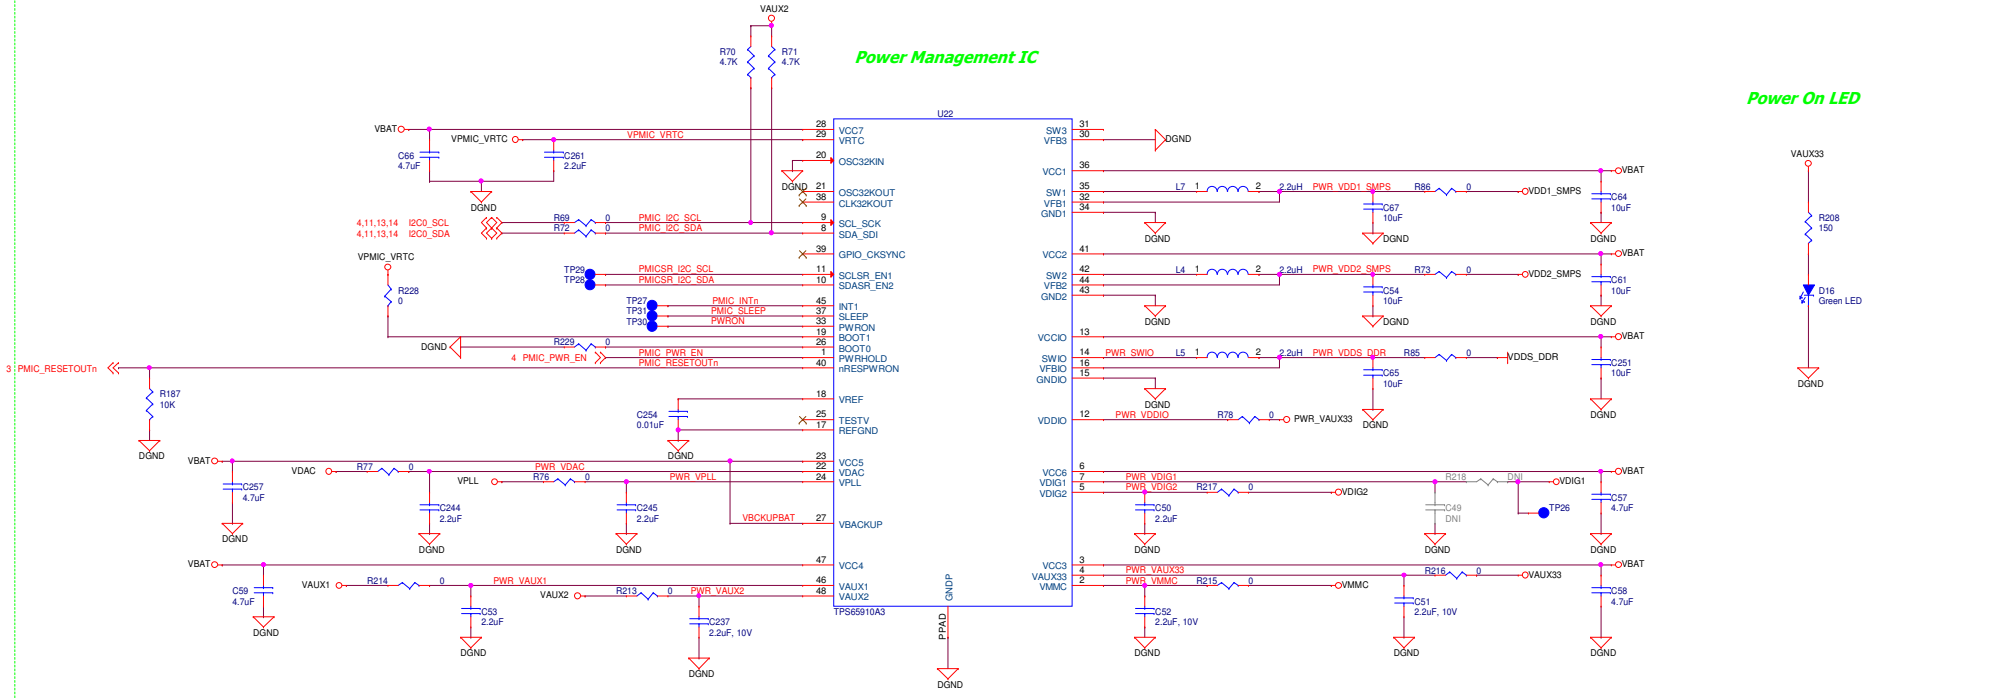 VAUX2
R70
4.7K
R71
4.7K
Power Management IC
Power On LED
U22
VBAT
VPMIC_VRTC
VPMIC_VRTC
C66
4.7uF
C261
2.2uF
DGND
DGND
4,11,13,14 I2C0_SCL
4,11,13,14 I2C0_SDA
R69 0 PMIC_I2C_SCL
R72 0 PMIC_I2C_SDA
VPMIC_VRTC
R228
0
TP29 PMICSR_I2C_SCL
TP28 PMICSR_I2C_SDA
TP27 PMIC_INTn
TP31 PMIC_SLEEP
TP30 PWRON
DGND R229 0
4 PMIC_PWR_EN PMIC_PWR_EN
3 PMIC_RESETOUTn PMIC_RESETOUTn
R187
10K
DGND
C254
0.01uF
DGND
VBAT
VDAC R77 0 PWR_VDAC
VPLL R76 0 PWR_VPLL
C257
4.7uF
C244
2.2uF
C245
2.2uF
VBCKUPBAT
DGND DGND DGND
VBAT
VAUX1 R214 0 PWR_VAUX1
VAUX2 R213 0 PWR_VAUX2
C59
4.7uF
C53
2.2uF
C237
2.2uF, 10V
DGND
DGND
DGND
28 VCC7
29 VRTC
20 OSC32KIN
21 OSC32KOUT
38 CLK32KOUT
9 SCL_SCK
8 SDA_SDI
39 GPIO_CKSYNC
11 SCLSR_EN1
10 SDASR_EN2
45 INT1
37 SLEEP
33 PWRON
19 BOOT1
26 BOOT0
1 PWRHOLD
40 nRESPWRON
18 VREF
25 TESTV
17 REFGND
23 VCC5
22 VDAC
24 VPLL
27 VBACKUP
47 VCC4
46 VAUX1
48 VAUX2
TPS65910A3
GNDP
PPAD
DGND
SW3 31
VFB3 30
DGND
VCC1 36
VBAT
SW1 35
VFB1 32
GND1 34
L7 1 2 2.2uH PWR_VDD1_SMPS R86 0 VDD1_SMPS
C67
10uF
C64
10uF
DGND DGND DGND
VCC2 41
VBAT
SW2 42
VFB2 44
GND2 43
L4 1 2 2.2uH PWR_VDD2_SMPS R73 0 VDD2_SMPS
C54
10uF
C61
10uF
DGND DGND DGND
VCCIO 13
VBAT
SWIO 14
VFBIO 16
GNDIO 15
PWR_SWIO L5 1 2 2.2uH PWR_VDDS_DDR R85 0 VDDS_DDR
C65
10uF
C251
10uF
DGND DGND DGND
VDDIO 12 PWR_VDDIO R78 0 PWR_VAUX33
VCC6 6
VBAT
VDIG1 7 PWR_VDIG1 R218 DNI VDIG1
VDIG2 5 PWR_VDIG2 R217 0 VDIG2
C50
2.2uF
C49
DNI
TP26
C57
4.7uF
DGND DGND DGND
VCC3 3
VBAT
VAUX33 4 PWR_VAUX33 R216 0 VAUX33
VMMC 2 PWR_VMMC R215 0 VMMC
C52
2.2uF, 10V
C51
2.2uF, 10V
C58
4.7uF
DGND DGND DGND
VAUX33
R208
150
D16
Green LED
DGND